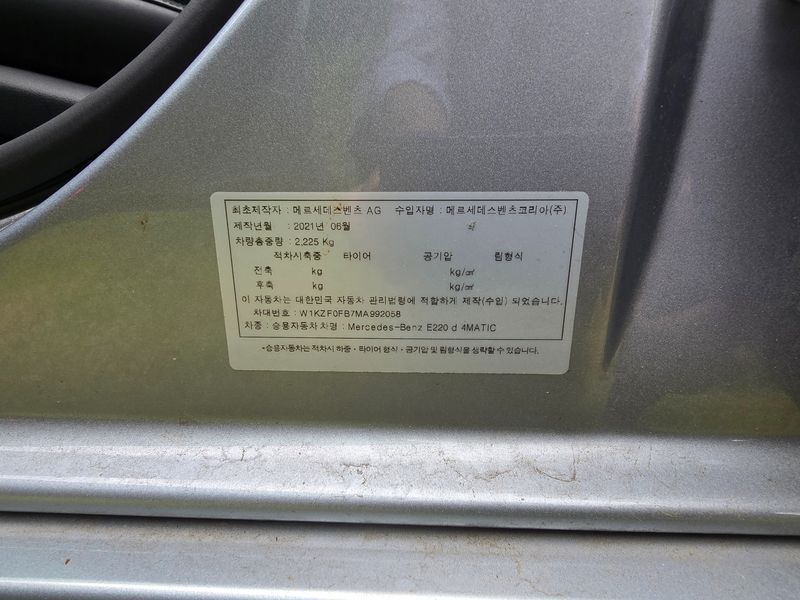 최초제작자 : 메르세데스벤츠 AG 수입자명 : 메르세데스벤츠코리아(주)
제작년월 : 2021년 06월
차량총중량 : 2,225 Kg
적차시축중 타이어 공기압 림형식
전축 kg kg/㎠
후축 kg kg/㎠
이 자동차는 대한민국 자동차 관리법령에 적합하게 제작(수입) 되었습니다.
차대번호 : W1KZF0FB7MA992058
차종 : 승용자동차 차명 : Mercedes-Benz E220 d 4MATIC
*승용자동차는 적차시 하중·타이어 형식·공기압 및 림형식을 생략할 수 있습니다.